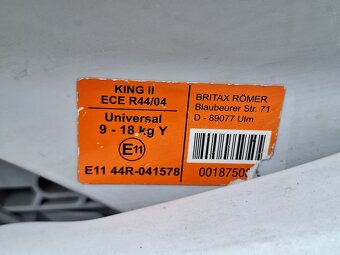 KING II
ECE R44/04
Universal
9 - 18 kg Y
E11
E11 44R-041578
BRITAX RÖMER
Blaubeurer Str. 71
D - 89077 Ulm